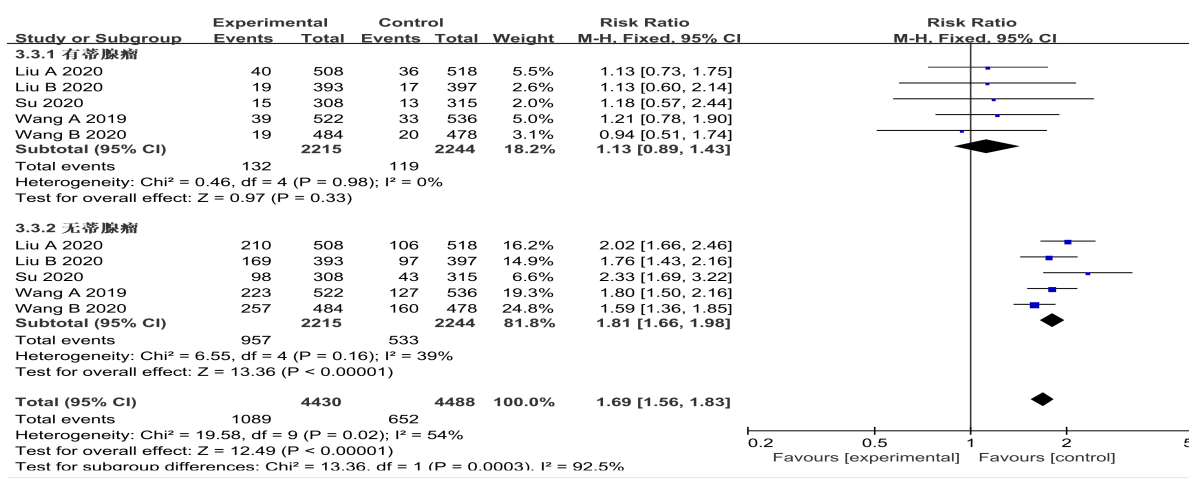 Experimental Control Risk Ratio Risk Ratio
Study or Subgroup Events Total Events Total Weight M-H, Fixed, 95% CI M-H, Fixed, 95% CI
3.3.1 有蒂腺瘤
Liu A 2020 40 508 36 518 5.5% 1.13 [0.73, 1.75]
Liu B 2020 19 393 17 397 2.6% 1.13 [0.60, 2.14]
Su 2020 15 308 13 315 2.0% 1.18 [0.57, 2.44]
Wang A 2019 39 522 33 536 5.0% 1.21 [0.78, 1.90]
Wang B 2020 19 484 20 478 3.1% 0.94 [0.51, 1.74]
Subtotal (95% CI) 2215 2244 18.2% 1.13 [0.89, 1.43]
Total events 132 119
Heterogeneity: Chi² = 0.46, df = 4 (P = 0.98); I² = 0%
Test for overall effect: Z = 0.97 (P = 0.33)
3.3.2 无蒂腺瘤
Liu A 2020 210 508 106 518 16.2% 2.02 [1.66, 2.46]
Liu B 2020 169 393 97 397 14.9% 1.76 [1.43, 2.16]
Su 2020 98 308 43 315 6.6% 2.33 [1.69, 3.22]
Wang A 2019 223 522 127 536 19.3% 1.80 [1.50, 2.16]
Wang B 2020 257 484 160 478 24.8% 1.59 [1.36, 1.85]
Subtotal (95% CI) 2215 2244 81.8% 1.81 [1.66, 1.98]
Total events 957 533
Heterogeneity: Chi² = 6.55, df = 4 (P = 0.16); I² = 39%
Test for overall effect: Z = 13.36 (P < 0.00001)
Total (95% CI) 4430 4488 100.0% 1.69 [1.56, 1.83]
Total events 1089 652
Heterogeneity: Chi² = 19.58, df = 9 (P = 0.02); I² = 54%
Test for overall effect: Z = 12.49 (P < 0.00001)
Test for subgroup differences: Chi² = 13.36. df = 1 (P = 0.0003). I² = 92.5%
0.2 0.5 1 2 5
Favours [experimental] Favours [control]